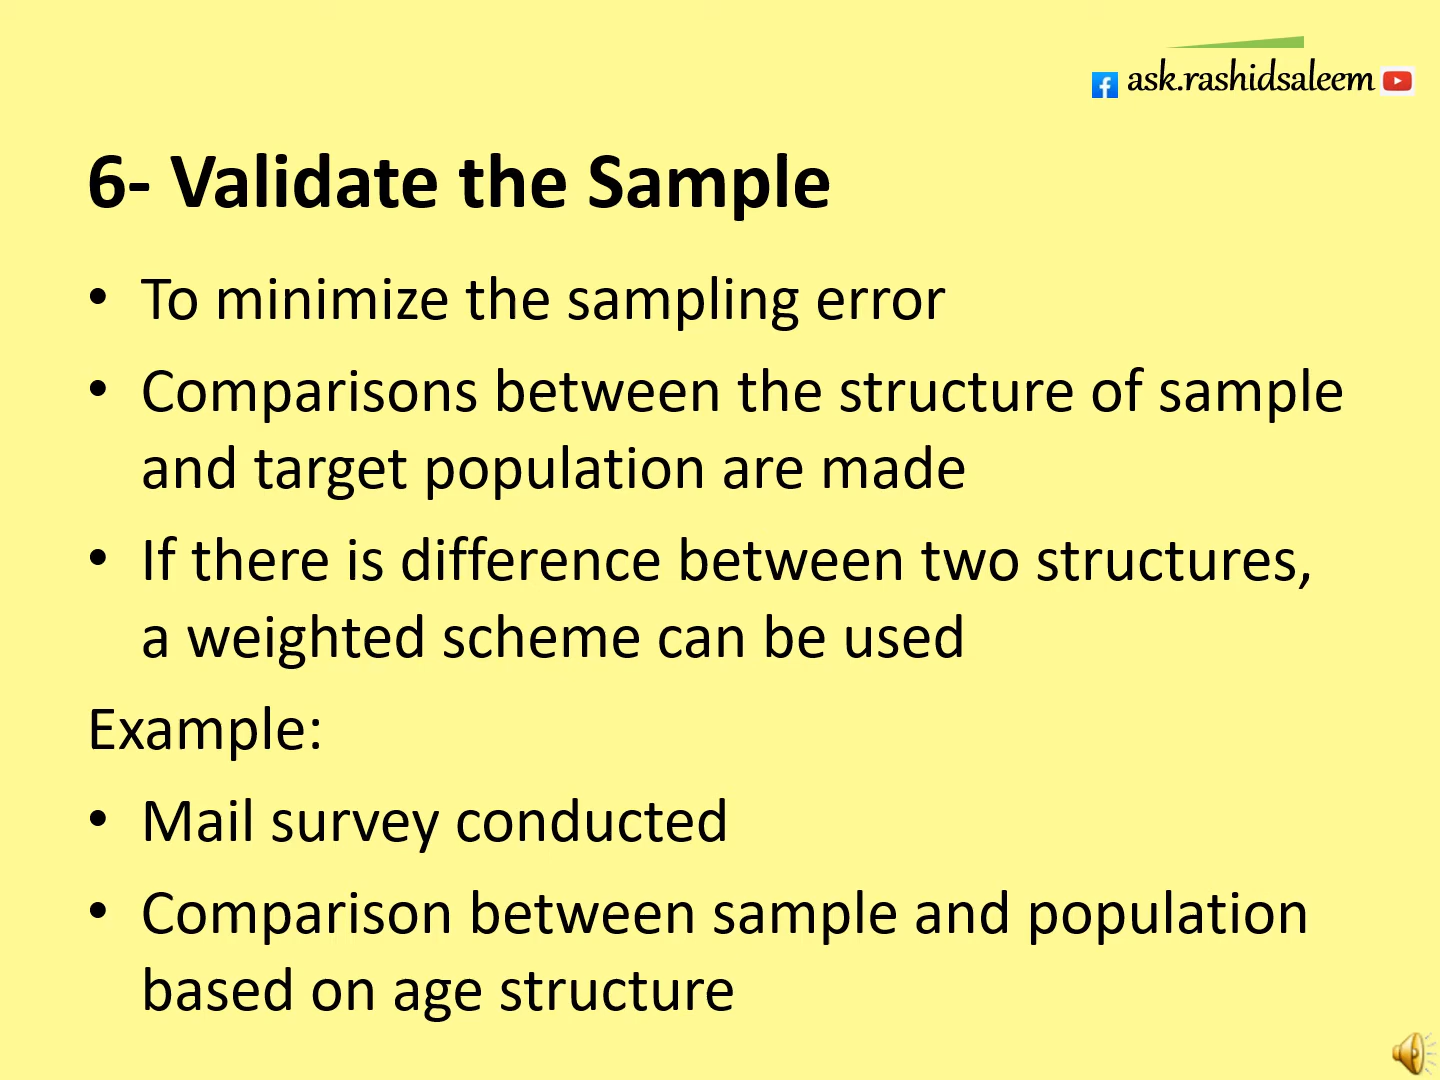 ask.rashidsaleem
6- Validate the Sample
• To minimize the sampling error
• Comparisons between the structure of sample
and target population are made
• If there is difference between two structures,
a weighted scheme can be used
Example:
• Mail survey conducted
• Comparison between sample and population
based on age structure